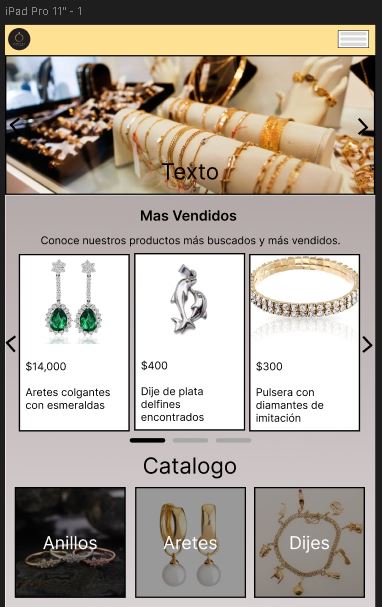 iPad Pro 11" - 1
Texto
Mas Vendidos
Conoce nuestros productos más buscados y más vendidos.
$14,000
Aretes colgantes
con esmeraldas
$400
Dije de plata
delfines
encontrados
$300
Pulsera con
diamantes de
imitación
Catalogo
Anillos
Aretes
Dijes